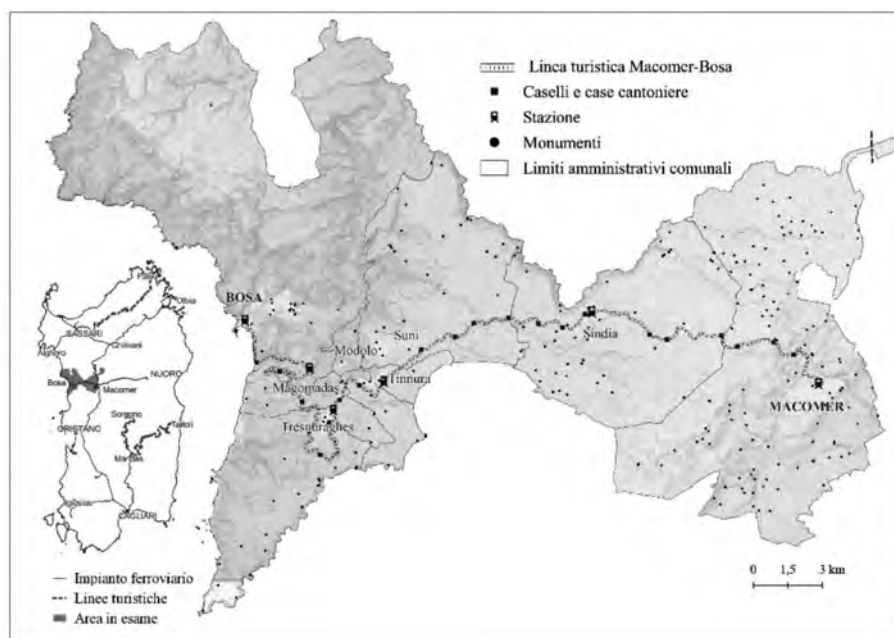 Linea turistica Macomer-Bosa
Caselli e case cantoniere
Stazione
Monumenti
Limiti amministrativi comunali
BOSA
Modolo
Suni
Sindia
Magomadas
Tinnura
Tresnuraghes
MACOMER
0 1,5 3 km
Olbia
SASSARI
Chilivani
Alghero
Bosa
NUORO
Macomer
Sorgono
ORISTANO
Mandas
CAGLIARI
Impianto ferroviario
Linee turistiche
Area in esame